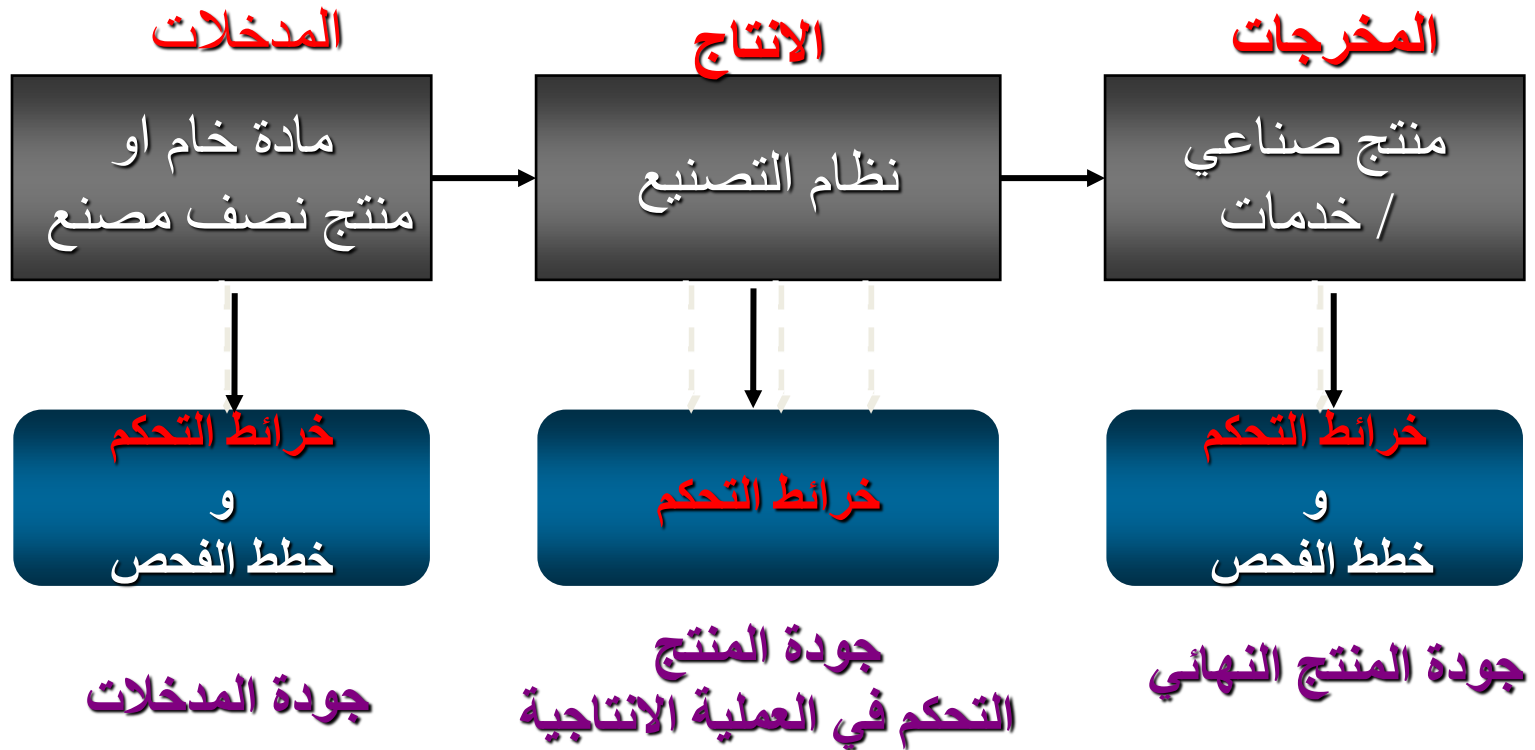 المدخلات
الانتاج
المخرجات
مادة خام او
منتج نصف مصنع
نظام التصنيع
منتج صناعي
/ خدمات
خرائط التحكم
و
خطط الفحص
خرائط التحكم
خرائط التحكم
و
خطط الفحص
جودة المدخلات
جودة المنتج
التحكم في العملية الانتاجية
جودة المنتج النهائي